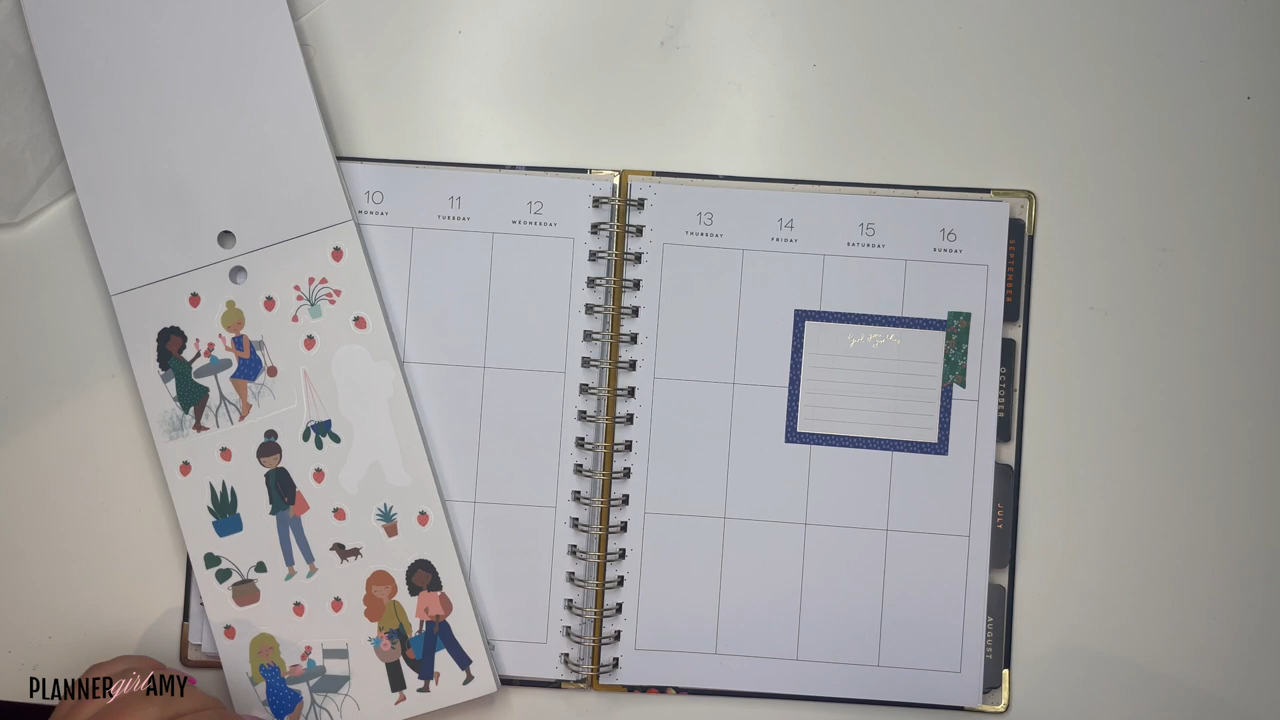 10
MONDAY
11
TUESDAY
12
WEDNESDAY
13
THURSDAY
14
FRIDAY
15
SATURDAY
16
SUNDAY
SEPTEMBER
OCTOBER
JULY
AUGUST
PLANNERgirlAMY